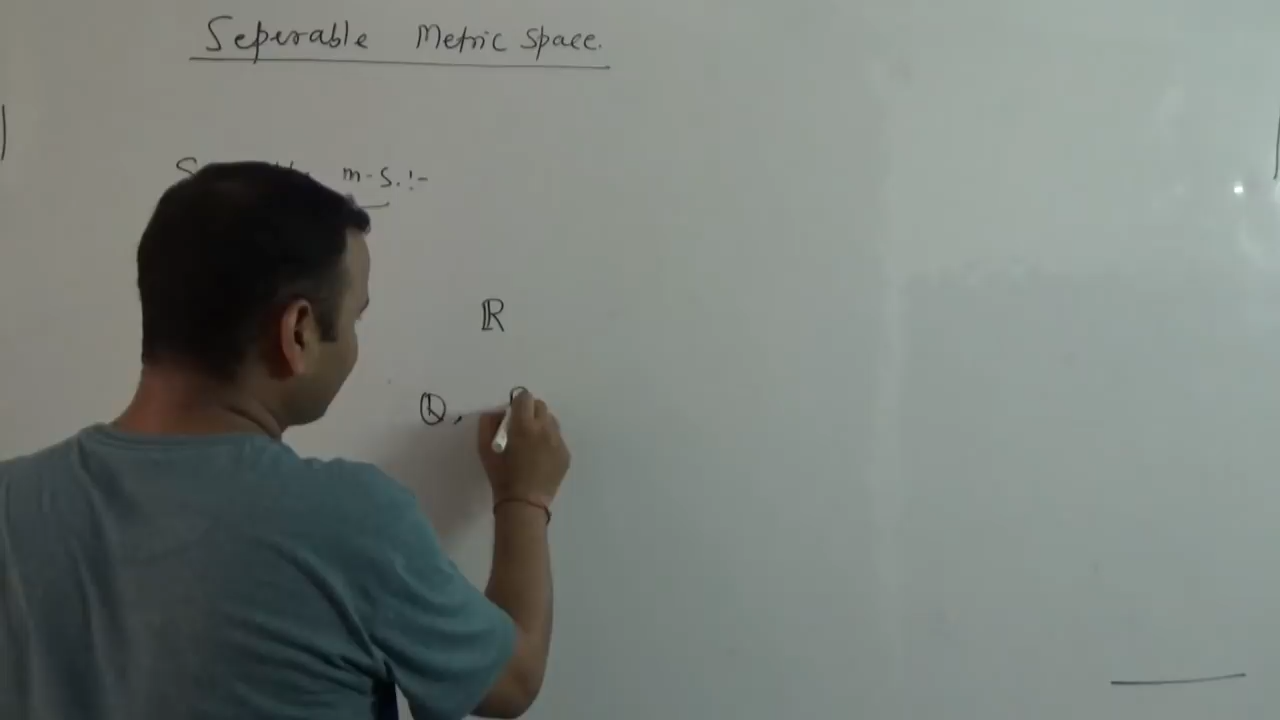 Seperable Metric Space.
m-s.:-
ℝ
ℚ,